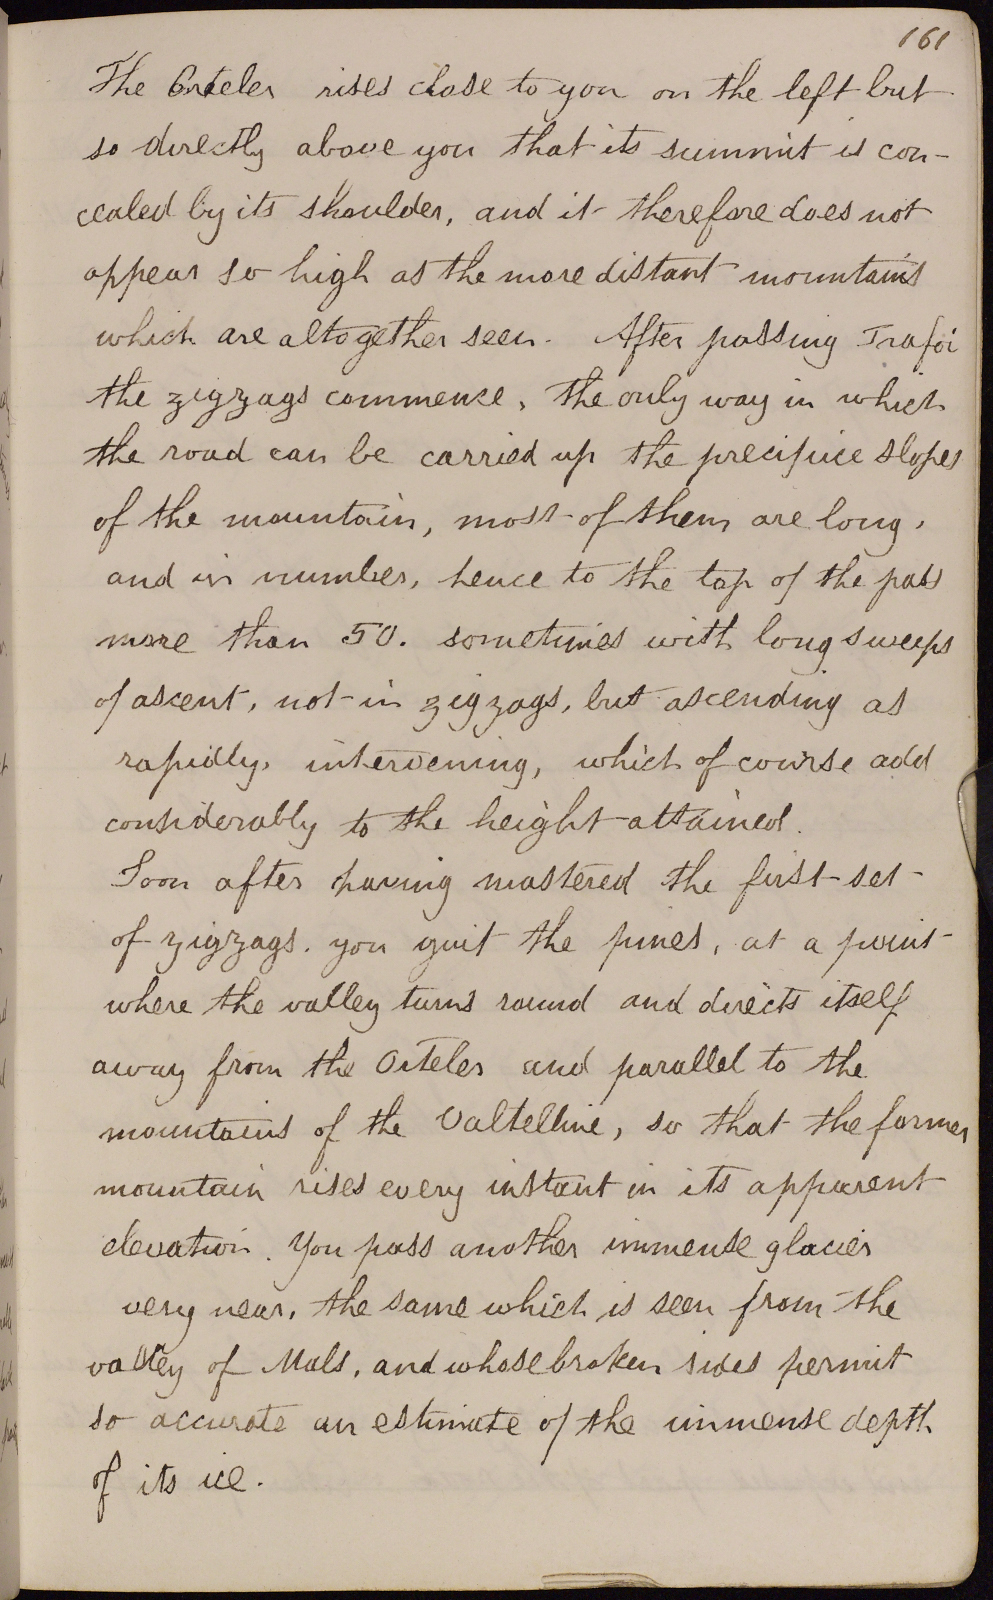 161
The Orteler rises close to you on the left but
so directly above you that its summit is con-
cealed by its shoulder, and it therefore does not
appear so high as the more distant mountains
which are altogether seen. After passing Trafoi
the zigzags commence, the only way in which
the road can be carried up the precipice slopes
of the mountain, most of them are long,
and in number, hence to the top of the pass
more than 50. sometimes with long sweeps
of ascent, not in zigzags, but ascending as
rapidly, intervening, which of course add
considerably to the height attained.
Soon after having mastered the first set
of zigzags. you quit the pines, at a point
where the valley turns round and directs itself
away from the Orteler and parallel to the
mountains of the Valtelline, so that the former
mountain rises every instant in its apparent
elevation. You pass another immense glacier
very near, the same which is seen from the
valley of Mals, and whose broken sides permit
so accurate an estimate of the immense depth
of its ice.